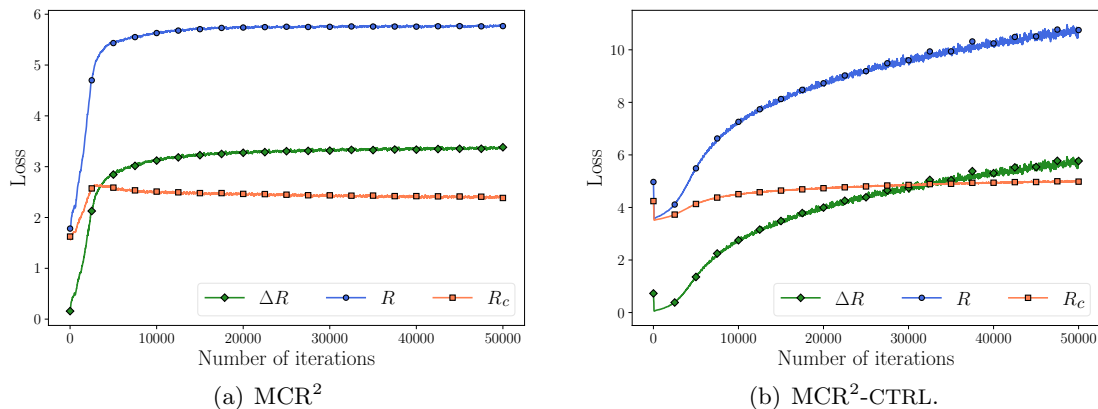 6
5
4
3
2
1
0
Loss
ΔR R R_c
0 10000 20000 30000 40000 50000
Number of iterations
(a) MCR²
10
8
6
4
2
0
Loss
ΔR R R_c
0 10000 20000 30000 40000 50000
Number of iterations
(b) MCR²-CTRL.